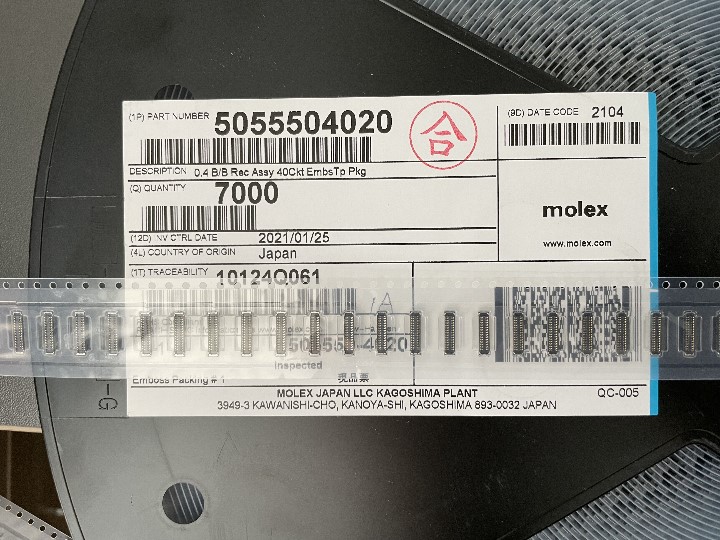 (1P) PART NUMBER 5055504020
合
(9D) DATE CODE 2104
DESCRIPTION 0.4 B/B Rec Assy 40Ckt EmbsTp Pkg
(Q) QUANTITY 7000
molex
www.molex.com
(12D) INV CTRL DATE 2021/01/25
(4L) COUNTRY OF ORIGIN Japan
(1T) TRACEABILITY 10124Q061
Inspected
Emboss Packing # 1 現品票
MOLEX JAPAN LLC KAGOSHIMA PLANT QC-005
3949-3 KAWANISHI-CHO, KANOYA-SHI, KAGOSHIMA 893-0032 JAPAN